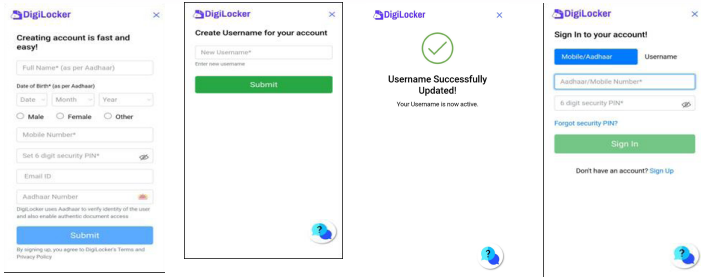 DigiLocker ×
Creating account is fast and
easy!
Full Name* (as per Aadhaar)
Date of Birth* (as per Aadhaar)
Date Month Year
Male Female Other
Mobile Number*
Set 6 digit security PIN*
Email ID
Aadhaar Number
DigiLocker uses Aadhaar to verify identity of the user
and also enable authentic document access.
Submit
By signing up, you agree to DigiLocker's Terms and
Privacy Policy
DigiLocker ×
Create Username for your account
New Username*
Enter new username
Submit
?
DigiLocker ×
Username Successfully
Updated!
Your Username is now active.
?
DigiLocker ×
Sign In to your account!
Mobile/Aadhaar Username
Aadhaar/Mobile Number*
6 digit security PIN*
Forgot security PIN?
Sign In
Don't have an account? Sign Up
?